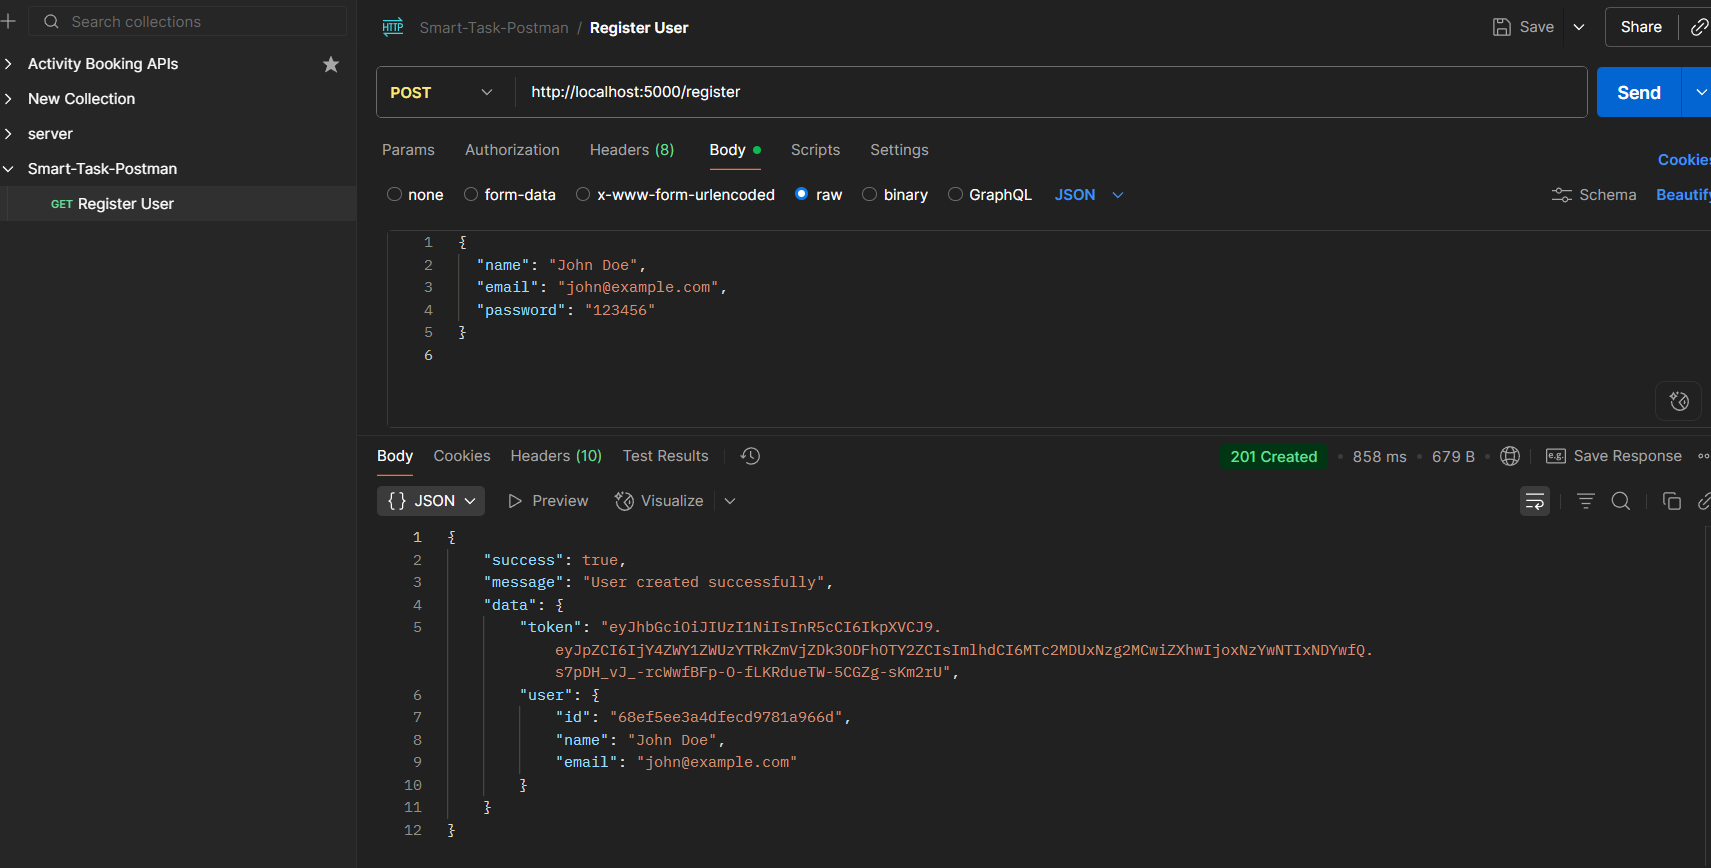 Search collections
Activity Booking APIs
New Collection
server
Smart-Task-Postman
GET Register User
HTTP Smart-Task-Postman / Register User
Save
Share
POST http://localhost:5000/register
Send
Params Authorization Headers (8) Body Scripts Settings
Cookies
none form-data x-www-form-urlencoded raw binary GraphQL JSON
Schema Beautify
1 {
2 "name": "John Doe",
3 "email": "john@example.com",
4 "password": "123456"
5 }
6
Body Cookies Headers (10) Test Results
201 Created • 858 ms • 679 B • e.g. Save Response
{} JSON Preview Visualize
1 {
2 "success": true,
3 "message": "User created successfully",
4 "data": {
5 "token": "eyJhbGciOiJIUzI1NiIsInR5cCI6IkpXVCJ9.
eyJpZCI6IjY4ZWY1ZWUzYTRkZmVjZDk3ODFhOTY2ZCIsImlhdCI6MTc2MDUxNzg2MCwiZXhwIjoxNzYwNTIxNDYwfQ.
s7pDH_vJ_-rcWwfBFp-O-fLKRdueTW-5CGZg-sKm2rU",
6 "user": {
7 "id": "68ef5ee3a4dfecd9781a966d",
8 "name": "John Doe",
9 "email": "john@example.com"
10 }
11 }
12 }